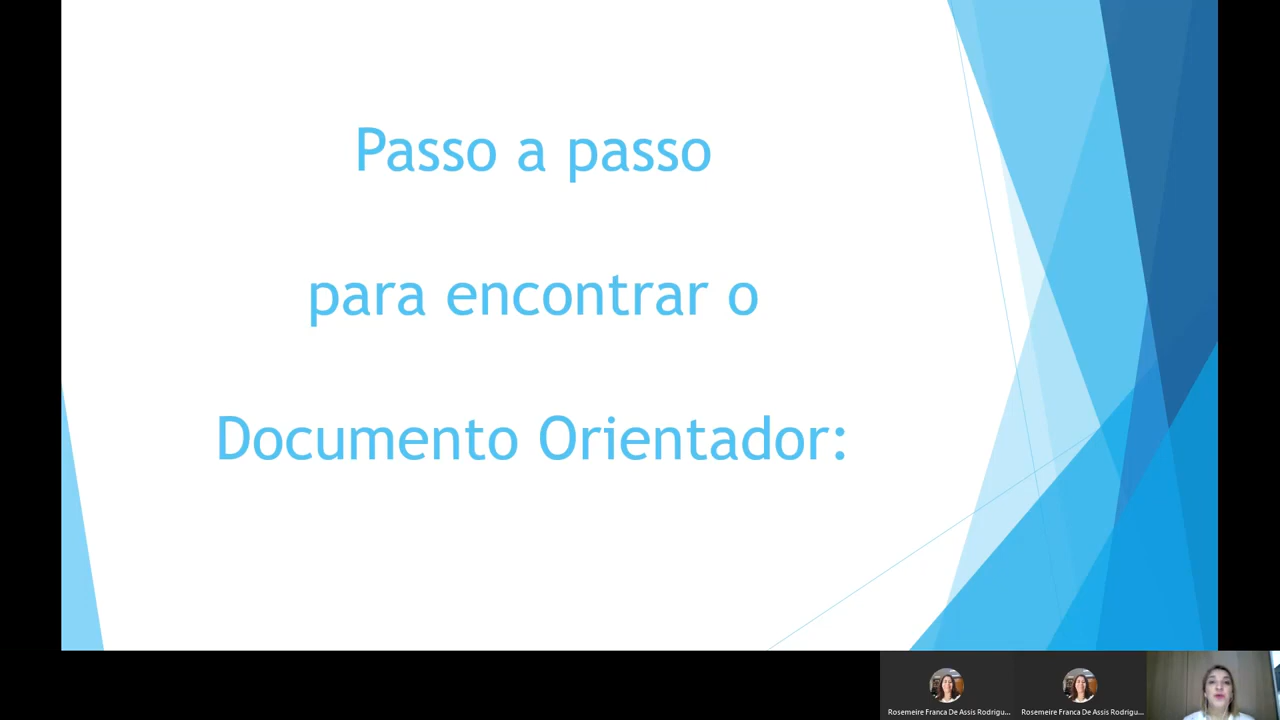 Passo a passo
para encontrar o
Documento Orientador:
Rosemeire Franca De Assis Rodrigu...
Rosemeire Franca De Assis Rodrigu...